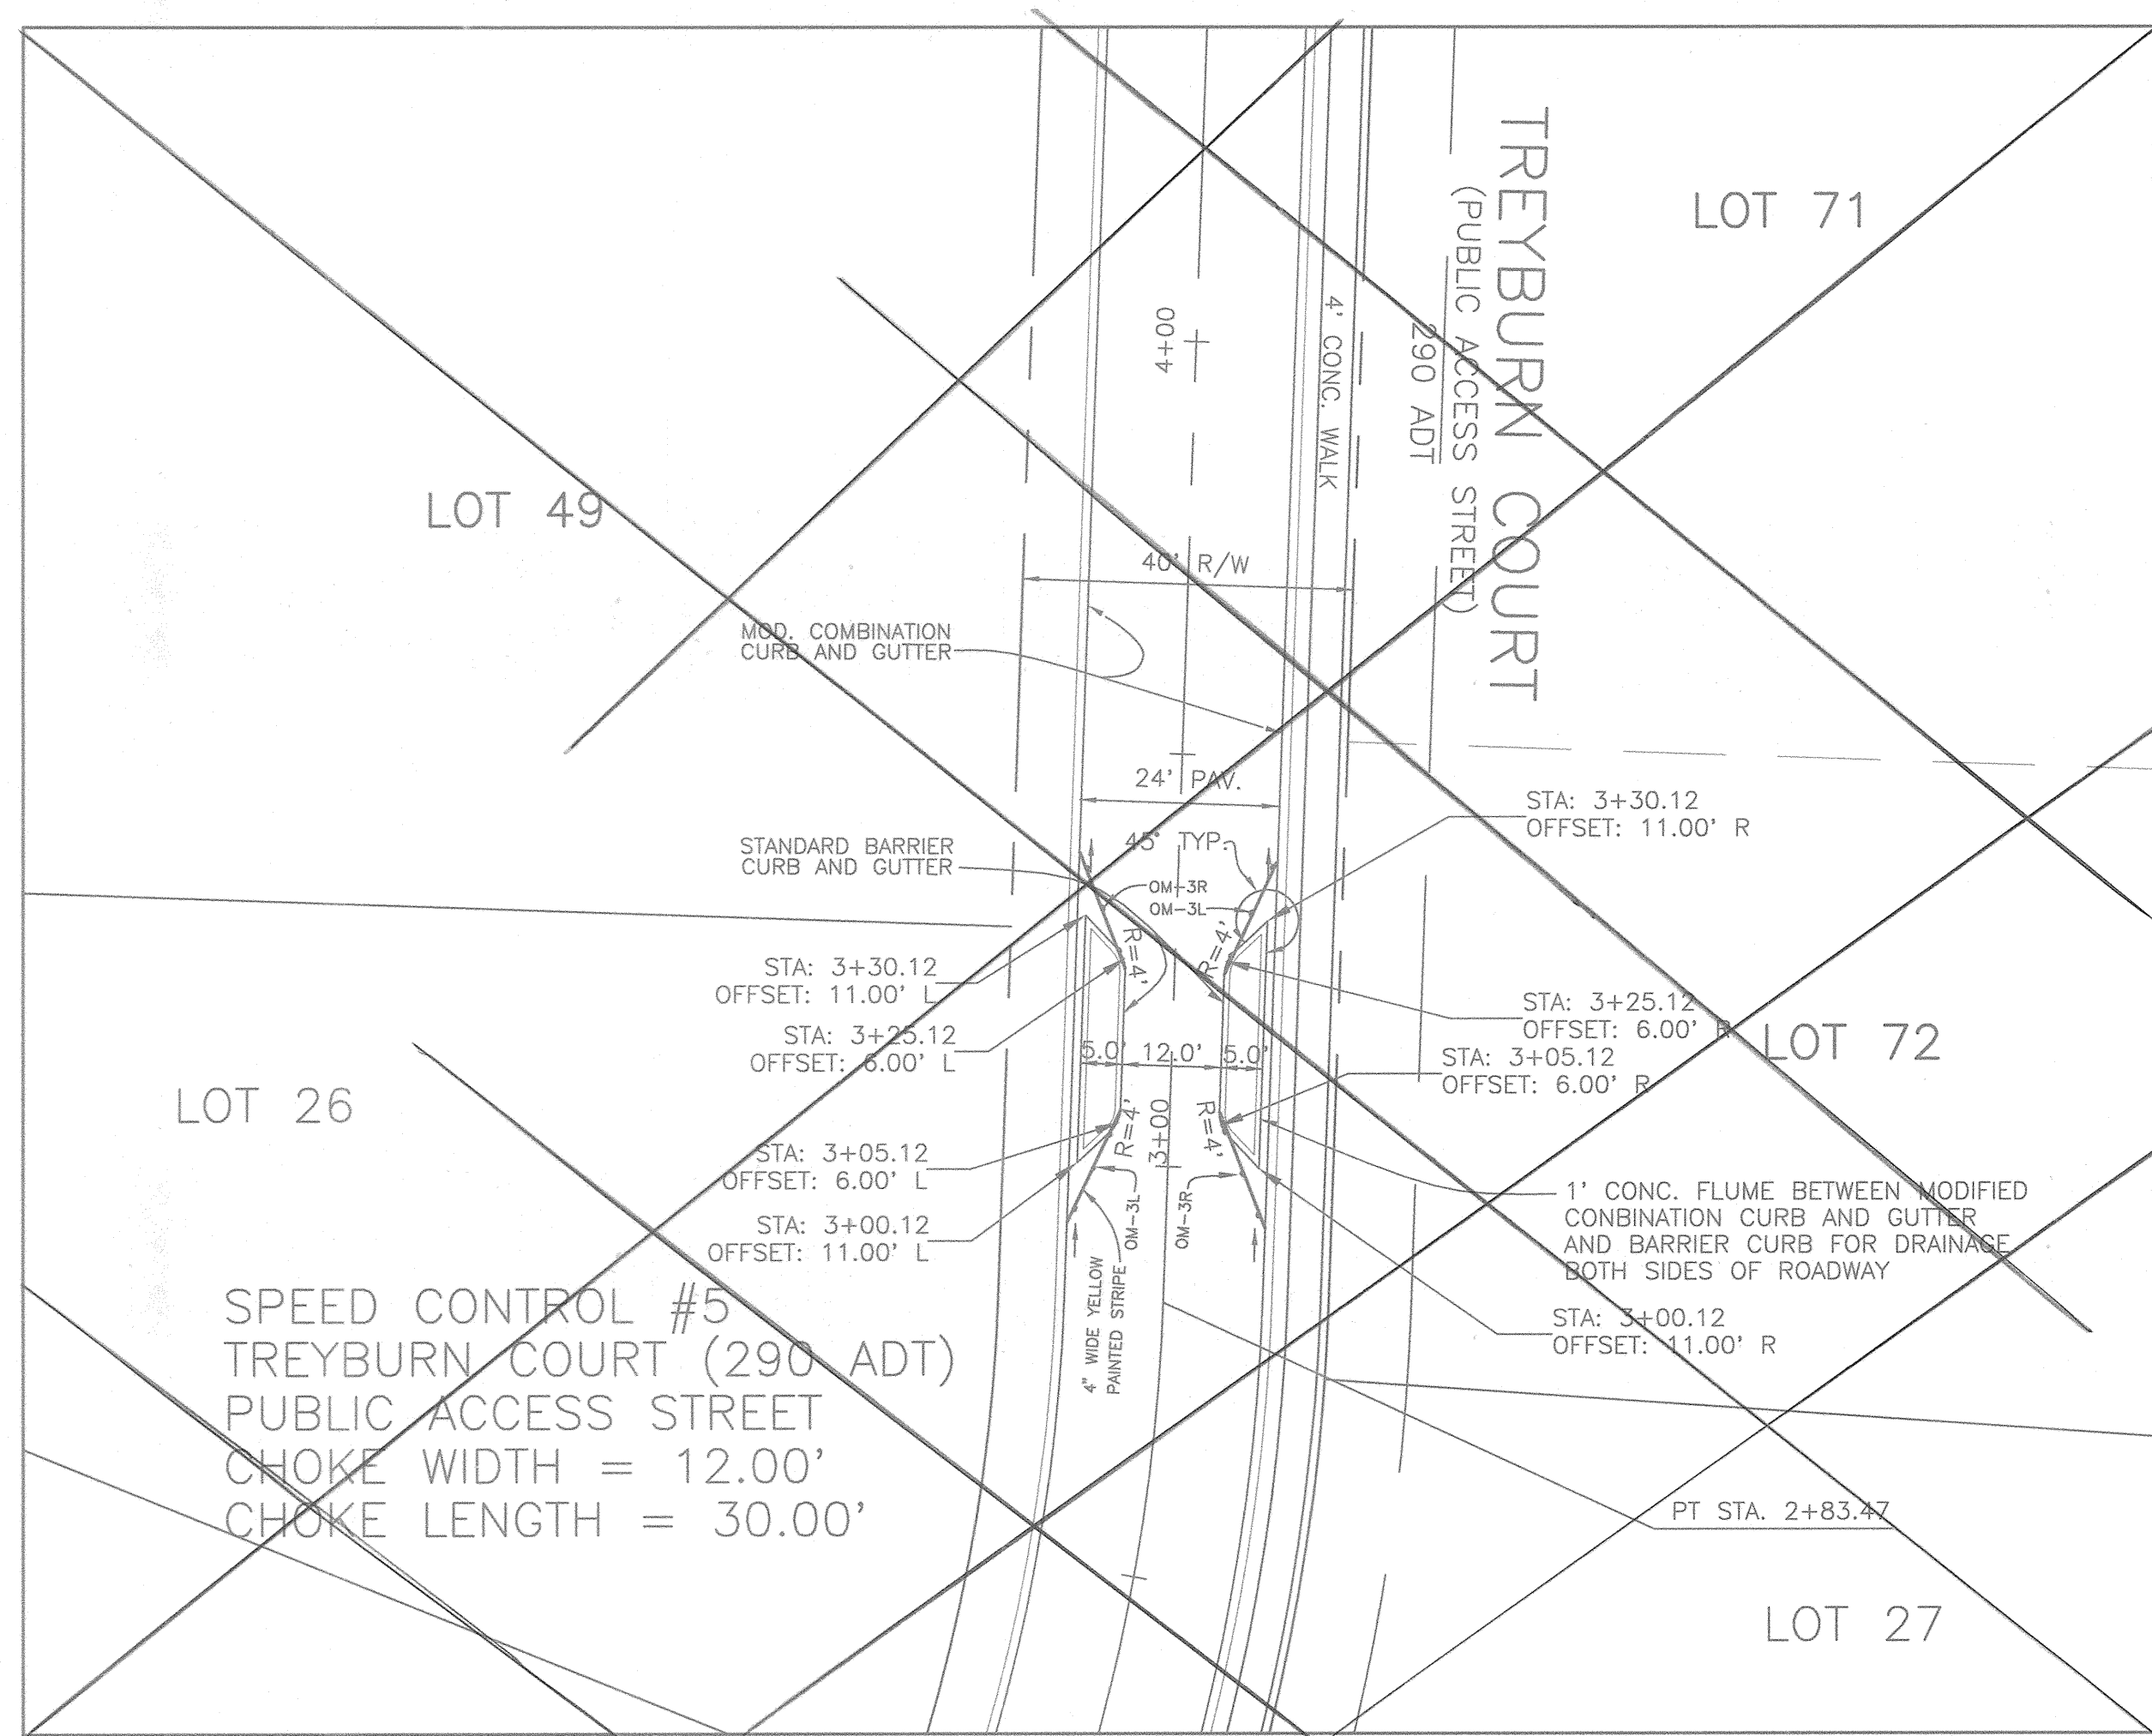 TREYBURN COURT
(PUBLIC ACCESS STREET)
290 ADT
LOT 71
4+00
4' CONC. WALK
LOT 49
40' R/W
MOD. COMBINATION
CURB AND GUTTER
24' PAV.
STA: 3+30.12
OFFSET: 11.00' R
STANDARD BARRIER
CURB AND GUTTER
45° TYP.
OM-3R
OM-3L
R=4'
R=4'
STA: 3+30.12
OFFSET: 11.00' L
STA: 3+25.12
OFFSET: 6.00' L
STA: 3+25.12
OFFSET: 6.00' R
LOT 72
5.0'
12.0'
5.0'
STA: 3+05.12
OFFSET: 6.00' R
LOT 26
R=4'
3+00
R=4'
STA: 3+05.12
OFFSET: 6.00' L
STA: 3+00.12
OFFSET: 11.00' L
OM-3L
OM-3R
1' CONC. FLUME BETWEEN MODIFIED
CONBINATION CURB AND GUTTER
AND BARRIER CURB FOR DRAINAGE
BOTH SIDES OF ROADWAY
4" WIDE YELLOW
PAINTED STRIPE
STA: 3+00.12
OFFSET: 11.00' R
SPEED CONTROL #5
TREYBURN COURT (290 ADT)
PUBLIC ACCESS STREET
CHOKE WIDTH = 12.00'
CHOKE LENGTH = 30.00'
PT STA. 2+83.47
LOT 27